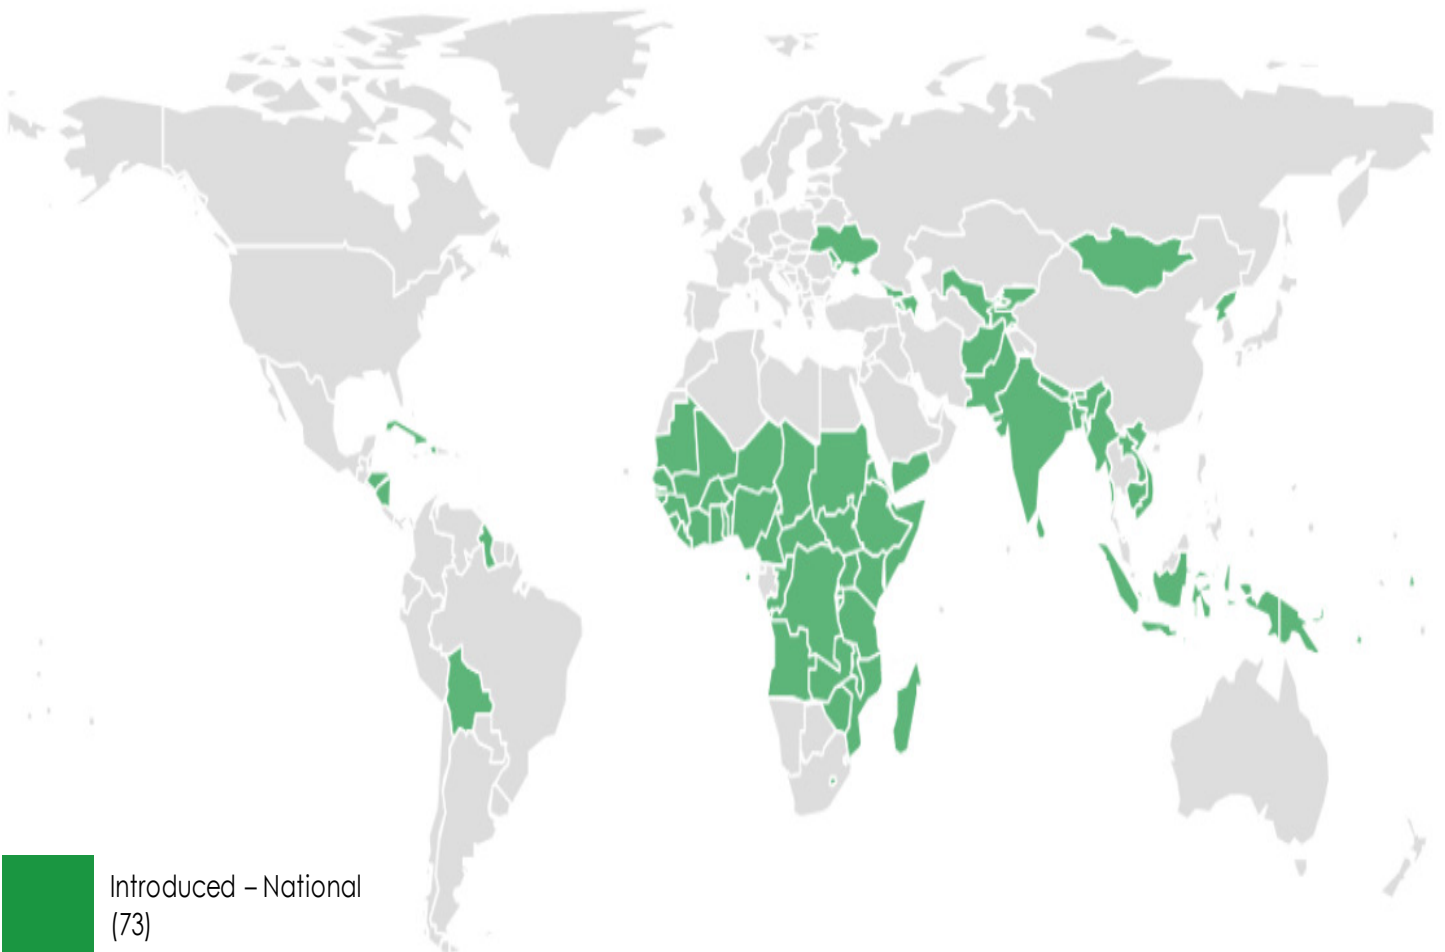 Introduced – National
(73)